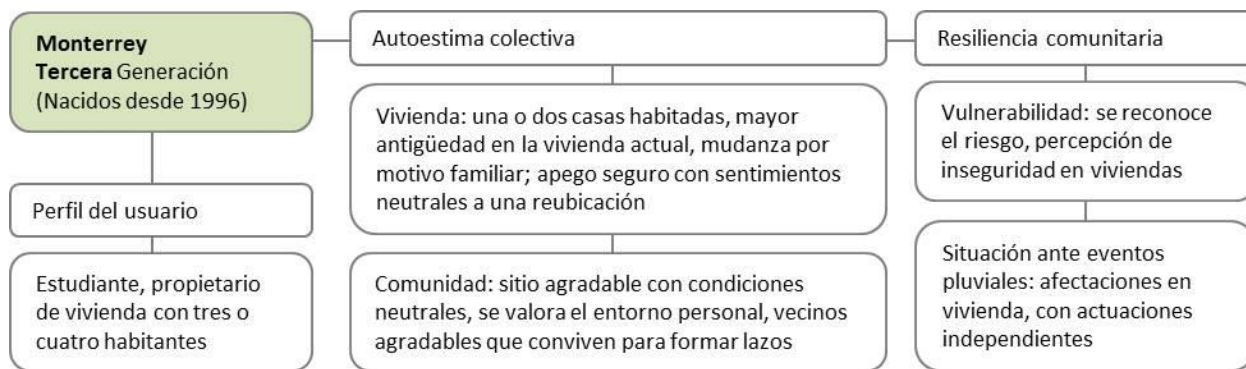 Monterrey
Tercera Generación
(Nacidos desde 1996)
Perfil del usuario
Estudiante, propietario
de vivienda con tres o
cuatro habitantes
Autoestima colectiva
Vivienda: una o dos casas habitadas, mayor
antigüedad en la vivienda actual, mudanza por
motivo familiar; apego seguro con sentimientos
neutrales a una reubicación
Comunidad: sitio agradable con condiciones
neutrales, se valora el entorno personal, vecinos
agradables que conviven para formar lazos
Resiliencia comunitaria
Vulnerabilidad: se reconoce
el riesgo, percepción de
inseguridad en viviendas
Situación ante eventos
pluviales: afectaciones en
vivienda, con actuaciones
independientes